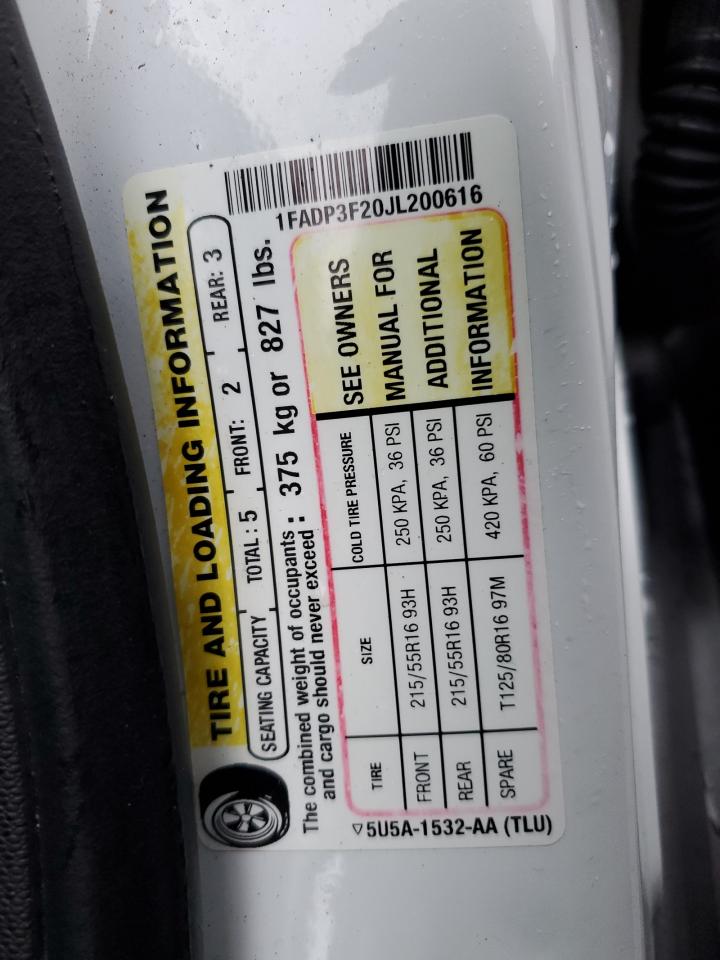 TIRE AND LOADING INFORMATION
SEATING CAPACITY TOTAL : 5 FRONT: 2 REAR: 3
The combined weight of occupants
and cargo should never exceed : 375 kg or 827 lbs.
1FADP3F20JL200616
TIRE SIZE COLD TIRE PRESSURE
FRONT 215/55R16 93H 250 KPA, 36 PSI
REAR 215/55R16 93H 250 KPA, 36 PSI
SPARE T125/80R16 97M 420 KPA, 60 PSI
SEE OWNERS
MANUAL FOR
ADDITIONAL
INFORMATION
5U5A-1532-AA (TLU)